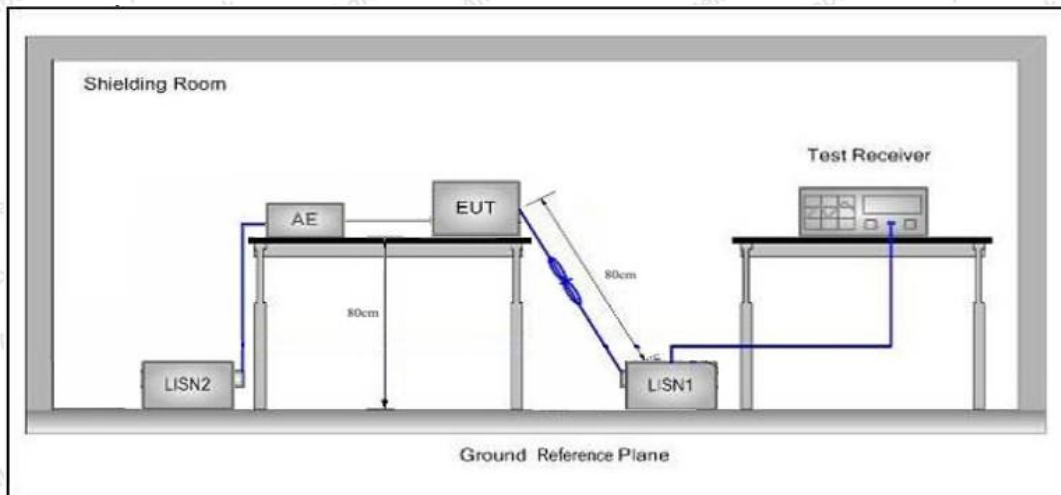 Shielding Room
Test Receiver
AE
EUT
80cm
80cm
LISN2
LISN1
Ground Reference Plane